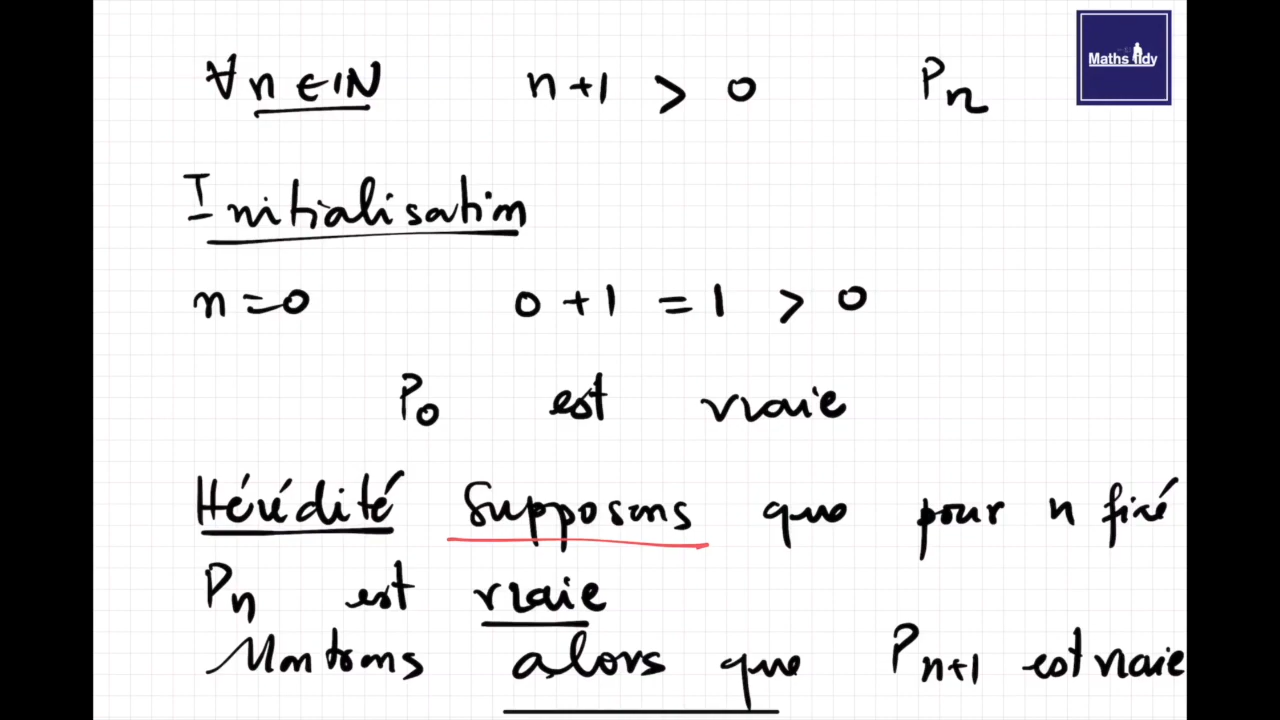 ∀ n ∈ ℕ n+1 > 0 Pn
Maths ldy
Initialisation
n = 0 0 + 1 = 1 > 0
P0 est vraie
Hérédité Supposons que pour n fixé
Pn est vraie
Montrons alors que Pn+1 est vraie